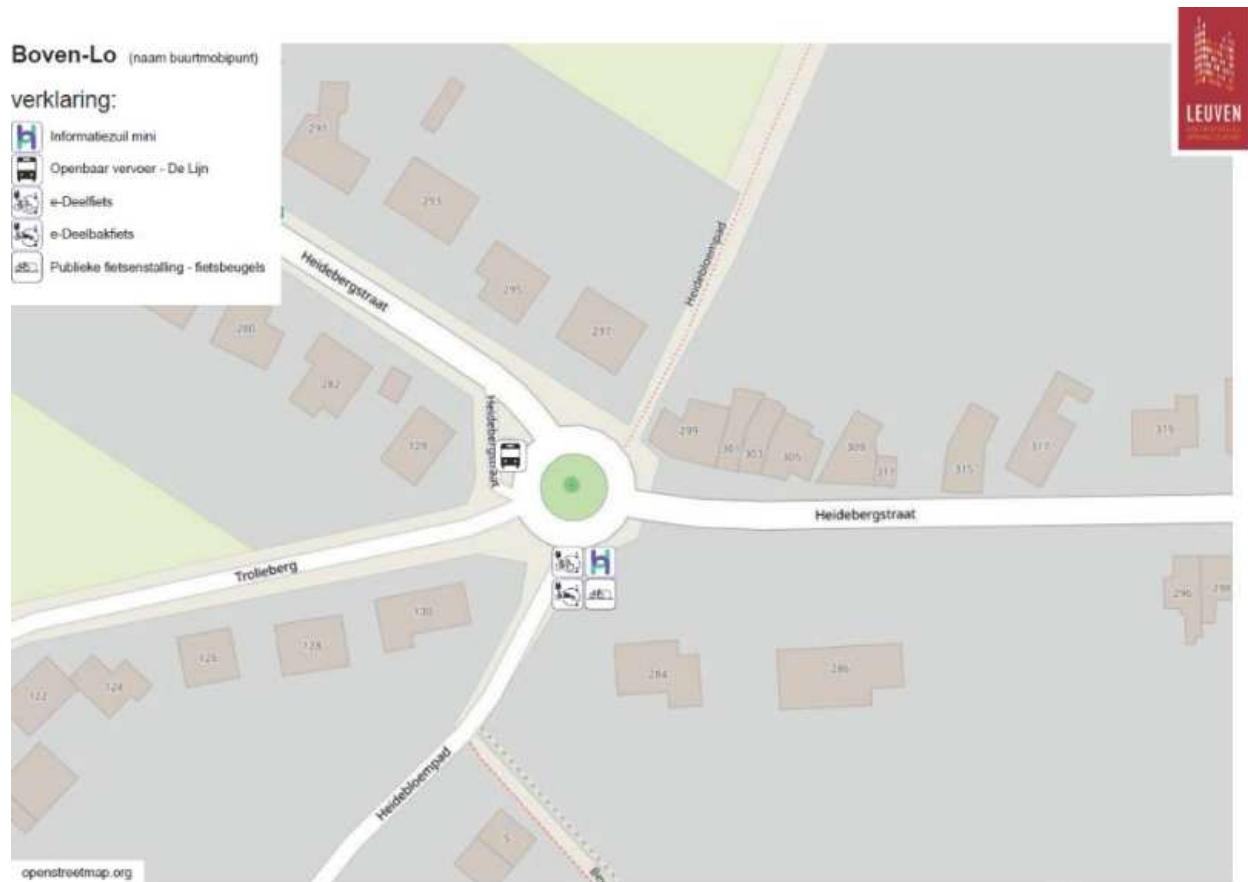 Boven-Lo (naam buurtmobipunt)
verklaring:
Informatiezuil mini
Openbaar vervoer - De Lijn
e-Deelfiets
e-Deelbakfiets
Publieke fietsenstalling - fietsbeugels
LEUVEN
291
293
Heidebergstraat
Heidebloempad
295
297
280
282
129
Heidebergstraat
299
301
303
305
309
311
315
317
319
Heidebergstraat
Trolieberg
130
128
126
124
122
284
286
296
298
Heidebloempad
5
openstreetmap.org